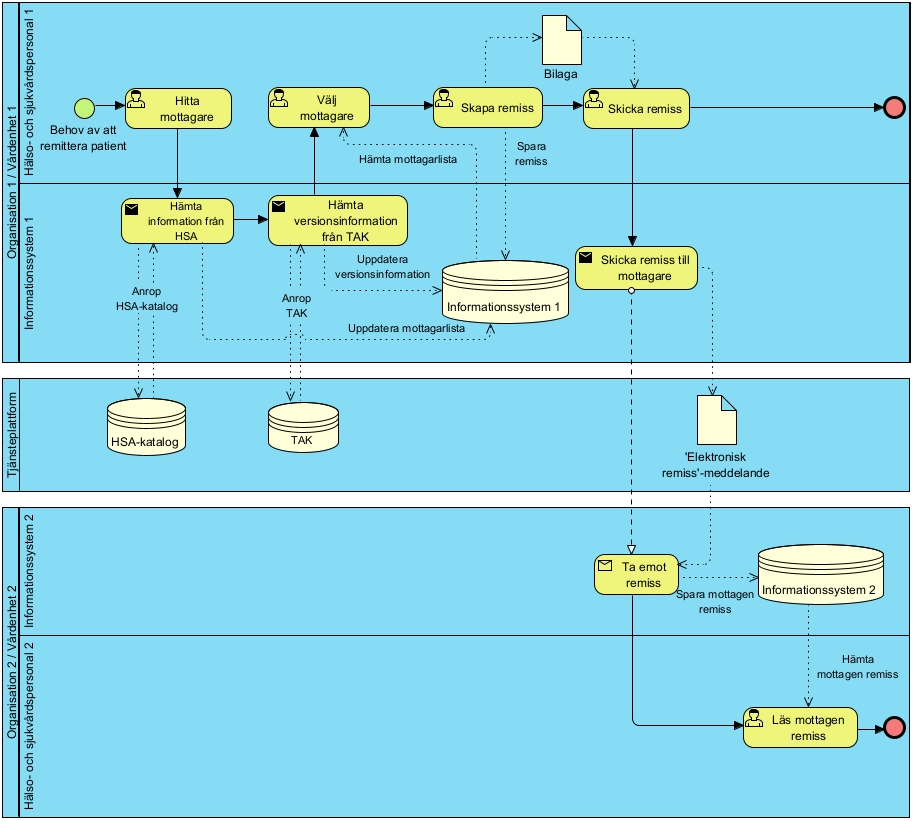 Organisation 1 / Vårdenhet 1
Hälso- och sjukvårdspersonal 1
Behov av att
remittera patient
Hitta
mottagare
Välj
mottagare
Skapa remiss
Bilaga
Skicka remiss
Hämta mottagarlista
Spara
remiss
Informationssystem 1
Hämta
information från
HSA
Hämta
versionsinformation
från TAK
Anrop
HSA-katalog
Anrop
TAK
Uppdatera
versionsinformation
Uppdatera mottagarlista
Informationssystem 1
Skicka remiss till
mottagare
Tjänsteplattform
HSA-katalog
TAK
'Elektronisk
remiss'-meddelande
Organisation 2 / Vårdenhet 2
Informationssystem 2
Ta emot
remiss
Spara mottagen
remiss
Informationssystem 2
Hälso- och sjukvårdspersonal 2
Hämta
mottagen remiss
Läs mottagen
remiss